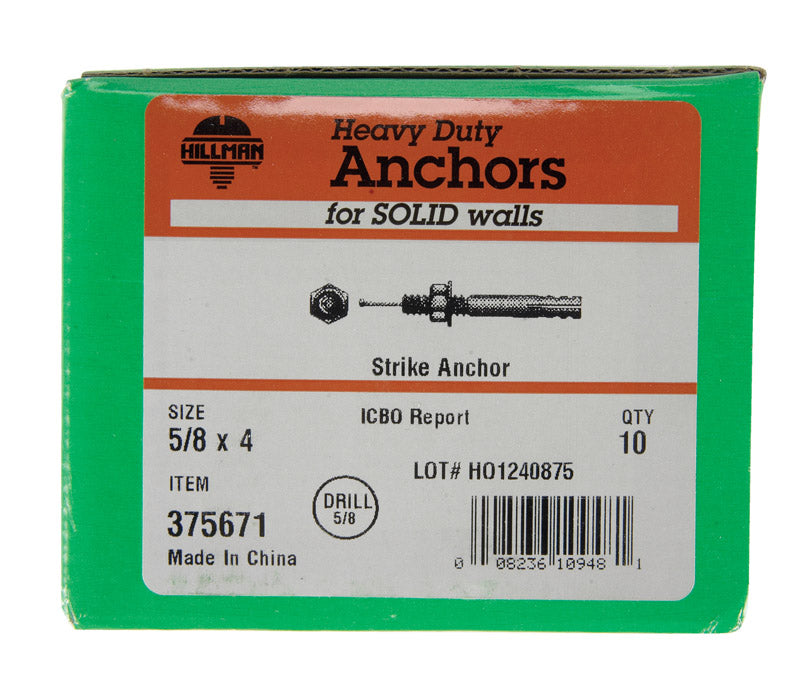 HILLMAN™
Heavy Duty
Anchors
for SOLID walls
Strike Anchor
SIZE
5/8 x 4
ICBO Report
QTY
10
LOT# HO1240875
ITEM
375671
DRILL
5/8
Made In China
0 08236 10948 1